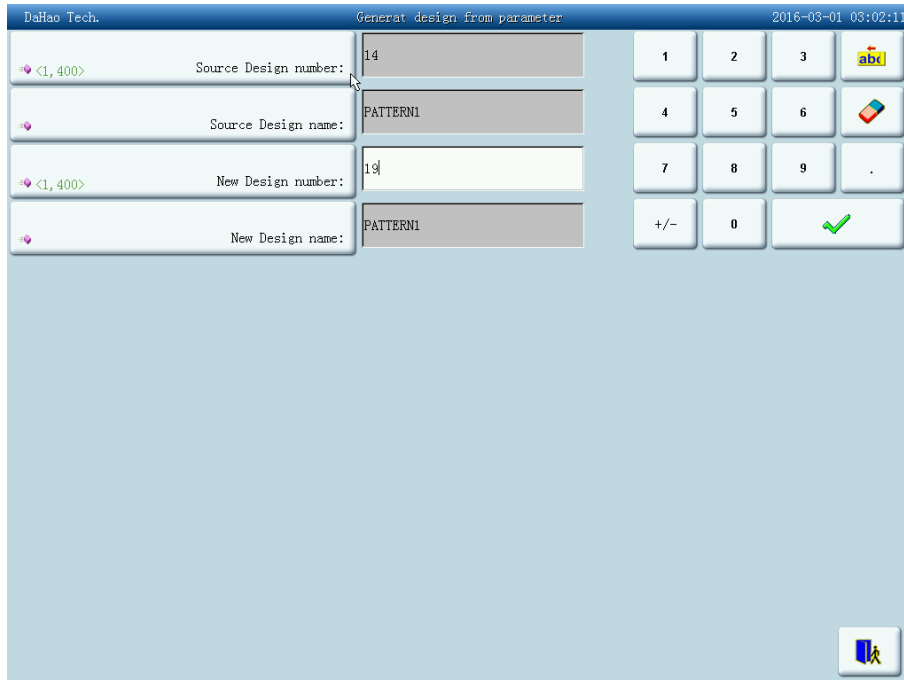 DaHao Tech. Generat design from parameter 2016-03-01 03:02:11
<1, 400> Source Design number: 14 1 2 3 abc
Source Design name: PATTERN1 4 5 6
<1, 400> New Design number: 19 7 8 9 .
New Design name: PATTERN1 +/- 0